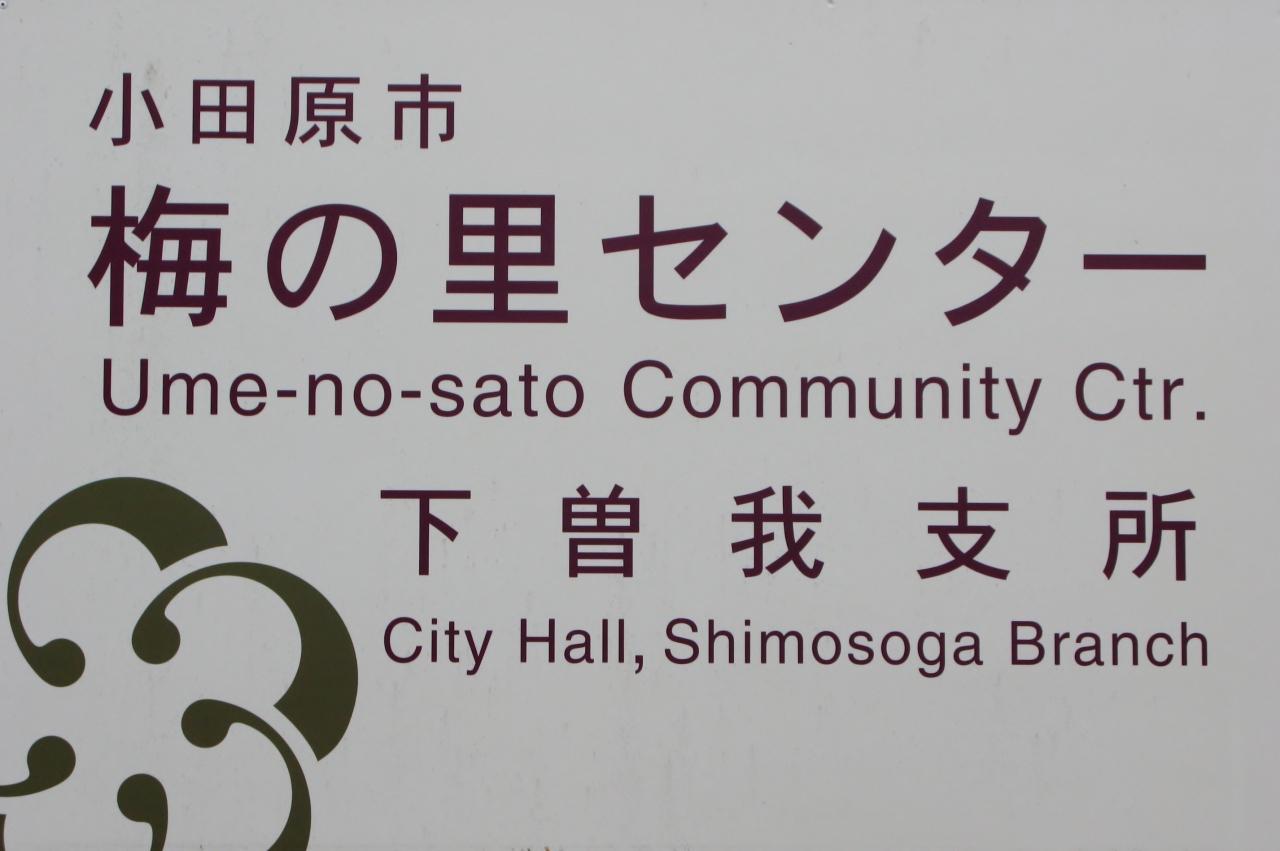 小田原市
梅の里センター
Ume-no-sato Community Ctr.
下曽我支所
City Hall, Shimosoga Branch